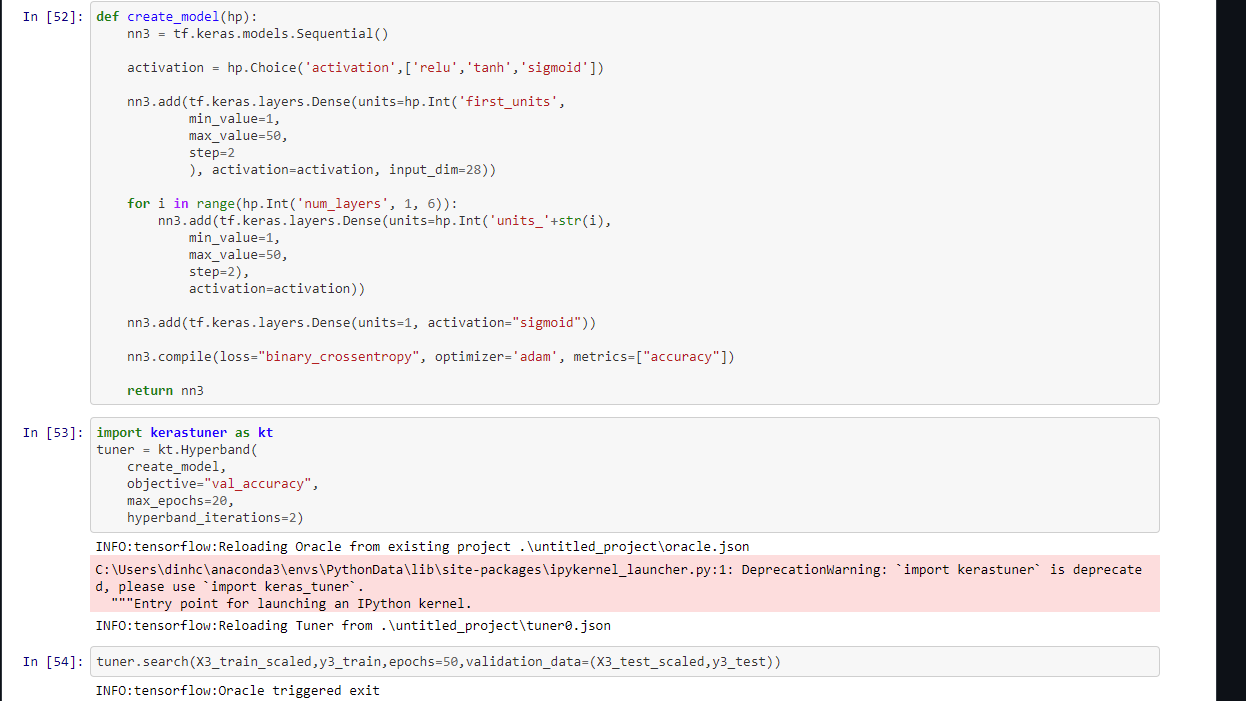 In [52]: def create_model(hp):
    nn3 = tf.keras.models.Sequential()
    activation = hp.Choice('activation',['relu','tanh','sigmoid'])
    nn3.add(tf.keras.layers.Dense(units=hp.Int('first_units',
            min_value=1,
            max_value=50,
            step=2
            ), activation=activation, input_dim=28))
    for i in range(hp.Int('num_layers', 1, 6)):
        nn3.add(tf.keras.layers.Dense(units=hp.Int('units_'+str(i),
            min_value=1,
            max_value=50,
            step=2),
            activation=activation))
    nn3.add(tf.keras.layers.Dense(units=1, activation="sigmoid"))
    nn3.compile(loss="binary_crossentropy", optimizer='adam', metrics=["accuracy"])
    return nn3
In [53]: import kerastuner as kt
tuner = kt.Hyperband(
    create_model,
    objective="val_accuracy",
    max_epochs=20,
    hyperband_iterations=2)
INFO:tensorflow:Reloading Oracle from existing project .\untitled_project\oracle.json
C:\Users\dinhc\anaconda3\envs\PythonData\lib\site-packages\ipykernel_launcher.py:1: DeprecationWarning: `import kerastuner` is deprecate
d, please use `import keras_tuner`.
  """Entry point for launching an IPython kernel.
INFO:tensorflow:Reloading Tuner from .\untitled_project\tuner0.json
In [54]: tuner.search(X3_train_scaled,y3_train,epochs=50,validation_data=(X3_test_scaled,y3_test))
INFO:tensorflow:Oracle triggered exit